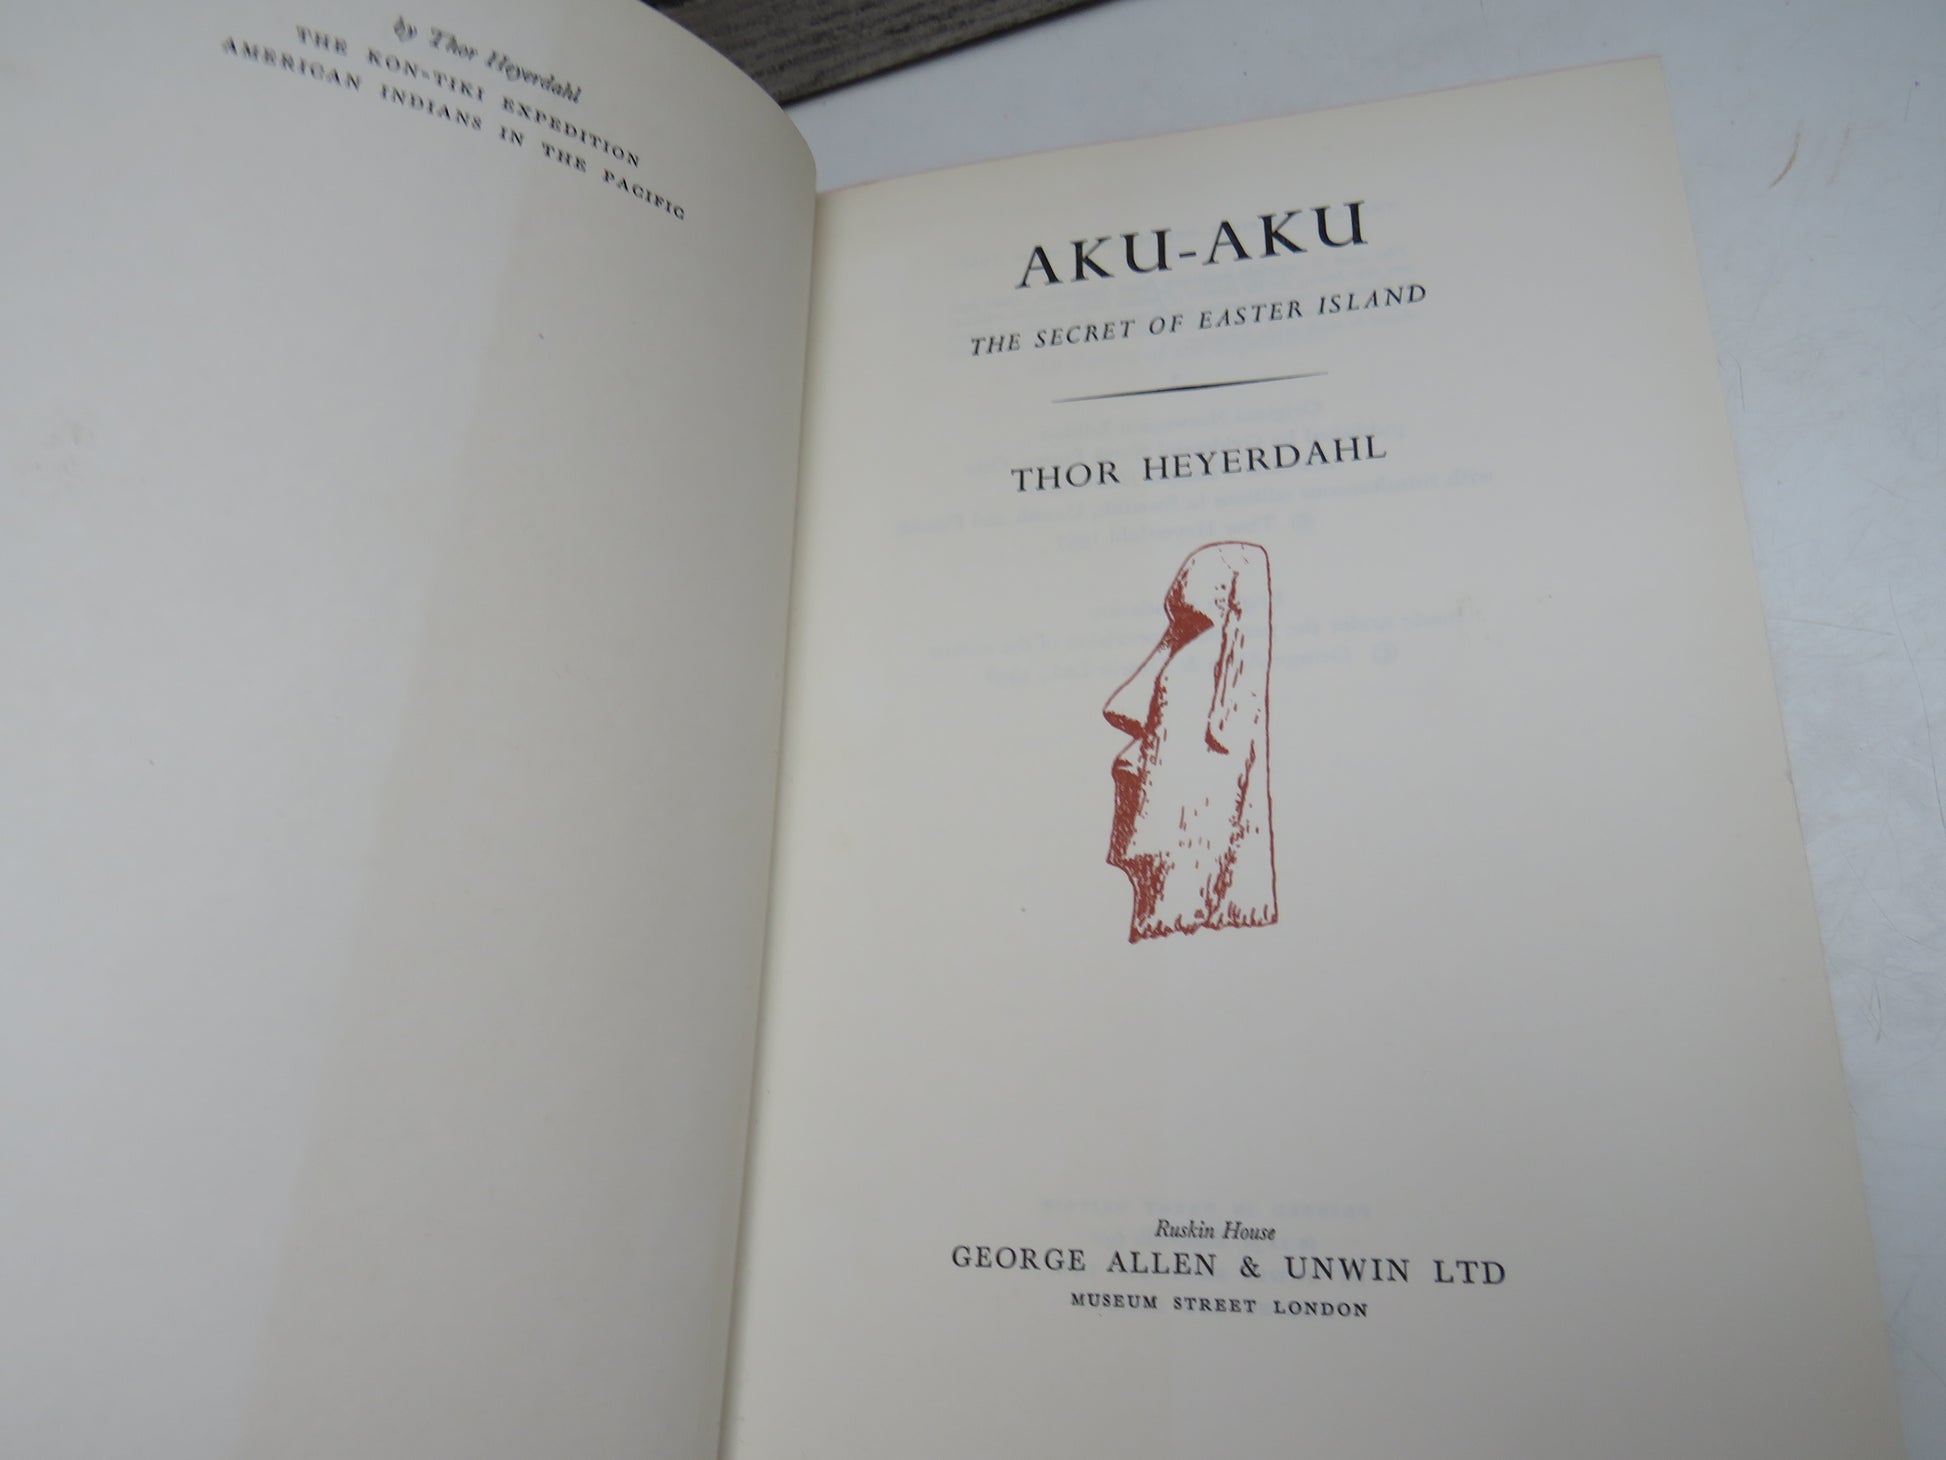 by Thor Heyerdahl
THE KON-TIKI EXPEDITION
AMERICAN INDIANS IN THE PACIFIC
AKU-AKU
THE SECRET OF EASTER ISLAND
THOR HEYERDAHL
Ruskin House
GEORGE ALLEN & UNWIN LTD
MUSEUM STREET LONDON